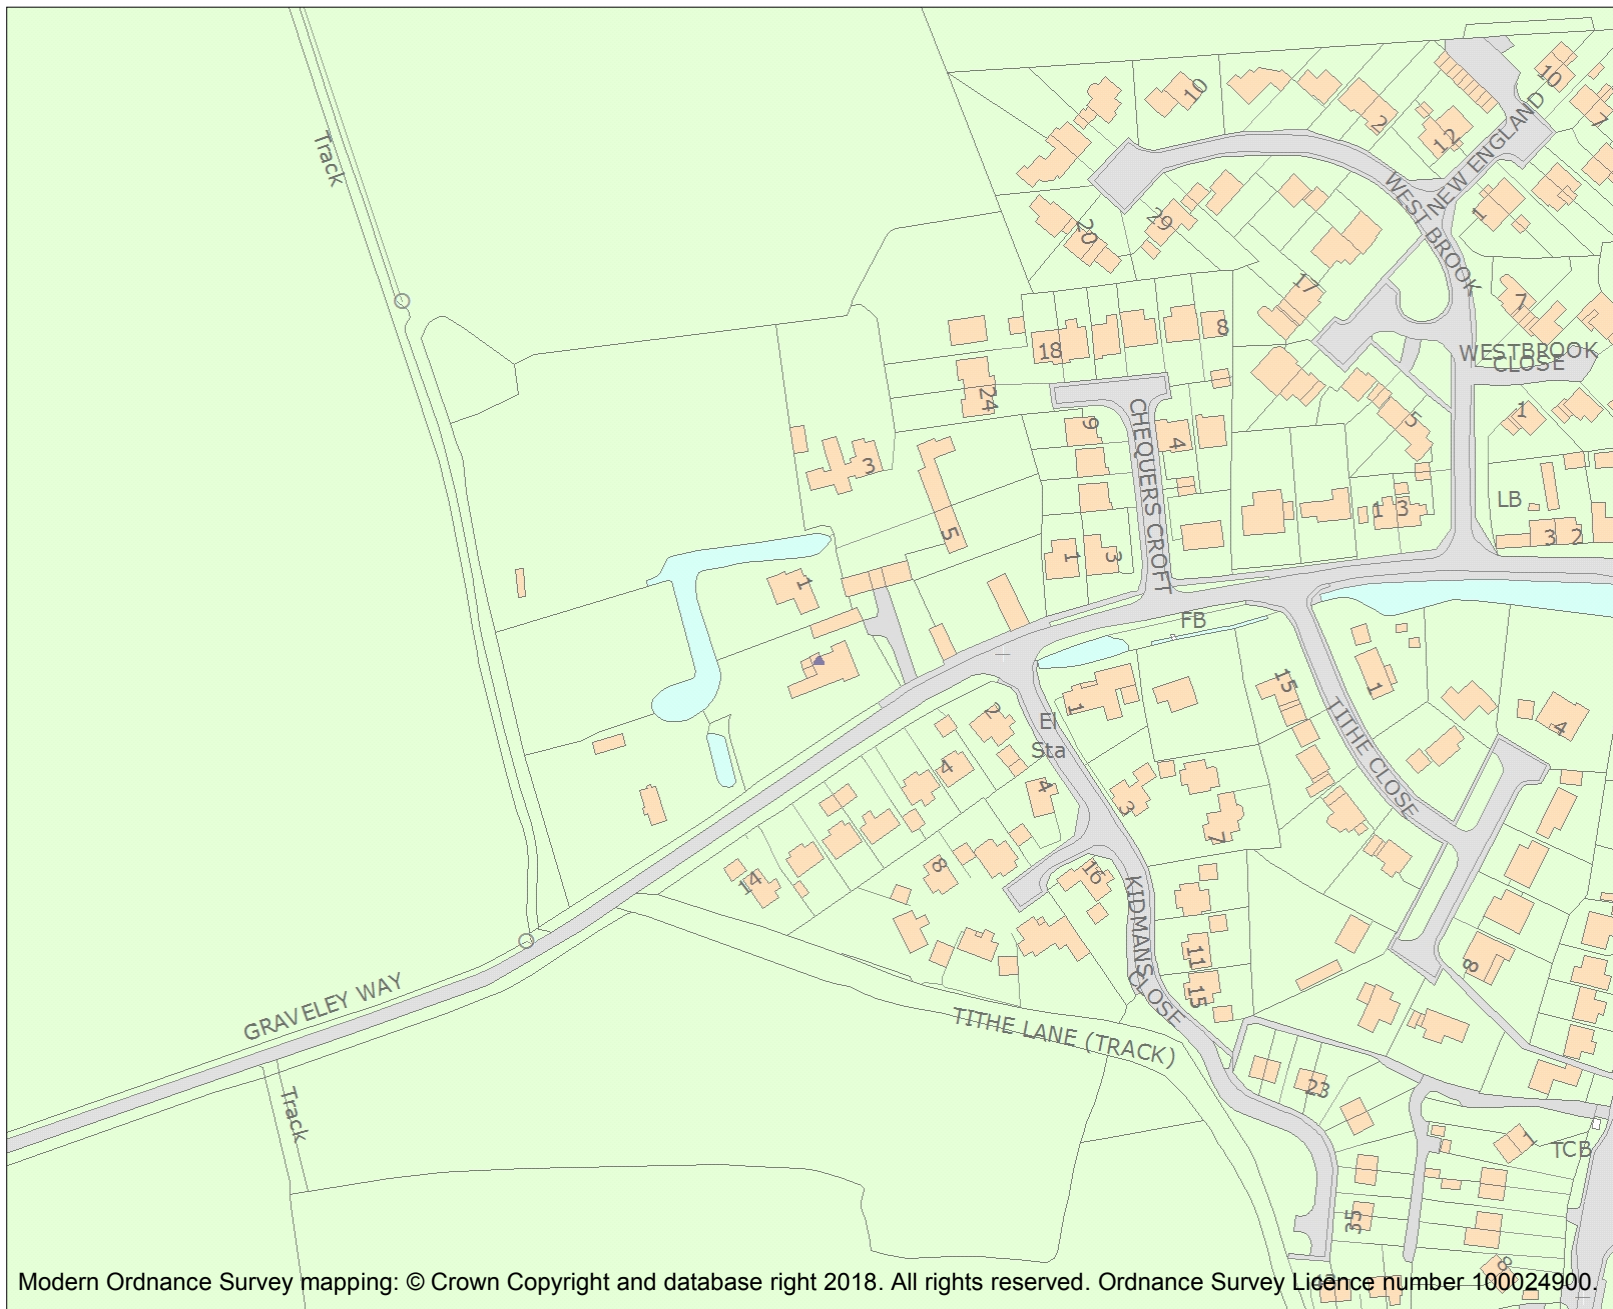 Track
10
2
12
10
7
NEW ENGLAND
WEST BROOK
1
20
29
17
7
18
8
WESTBROOK
CLOSE
24
9
4
5
1
3
CHEQUERS CROFT
LB
1 3
3 2
5
1
3
1
FB
1
15
1
TITHE CLOSE
4
2
El
Sta
4
4
3
7
14
8
16
KIDMANS
CLOSE
11
15
8
GRAVELEY WAY
TITHE LANE (TRACK)
Track
23
1
TCB
35
8
Modern Ordnance Survey mapping: © Crown Copyright and database right 2018. All rights reserved. Ordnance Survey Licence number 100024900.